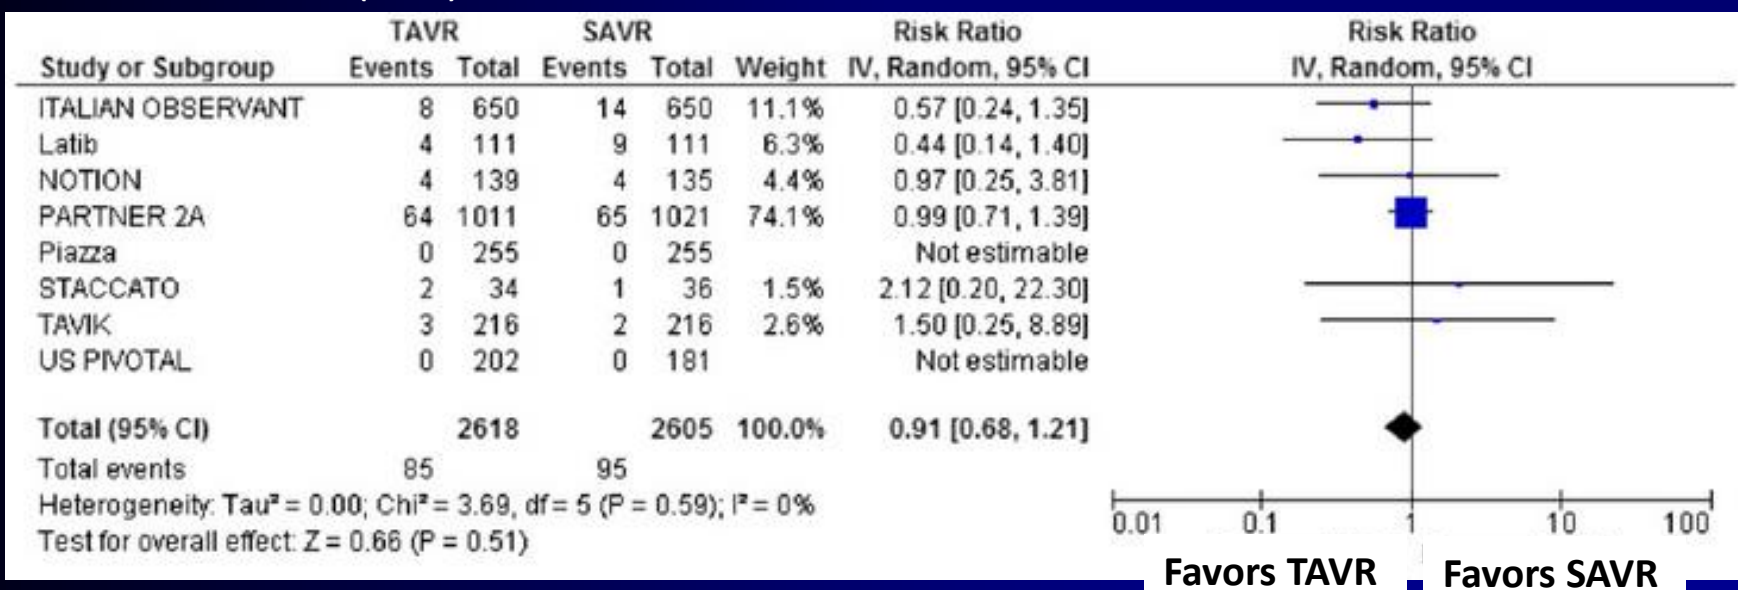 TAVR SAVR Risk Ratio Risk Ratio
Study or Subgroup Events Total Events Total Weight IV, Random, 95% CI IV, Random, 95% CI
ITALIAN OBSERVANT 8 650 14 650 11.1% 0.57 [0.24, 1.35]
Latib 4 111 9 111 6.3% 0.44 [0.14, 1.40]
NOTION 4 139 4 135 4.4% 0.97 [0.25, 3.81]
PARTNER 2A 64 1011 65 1021 74.1% 0.99 [0.71, 1.39]
Piazza 0 255 0 255 Not estimable
STACCATO 2 34 1 36 1.5% 2.12 [0.20, 22.30]
TAVIK 3 216 2 216 2.6% 1.50 [0.25, 8.89]
US PIVOTAL 0 202 0 181 Not estimable
Total (95% CI) 2618 2605 100.0% 0.91 [0.68, 1.21]
Total events 85 95
Heterogeneity: Tau² = 0.00; Chi² = 3.69, df = 5 (P = 0.59); I² = 0%
Test for overall effect: Z = 0.66 (P = 0.51)
0.01 0.1 1 10 100
Favors TAVR Favors SAVR